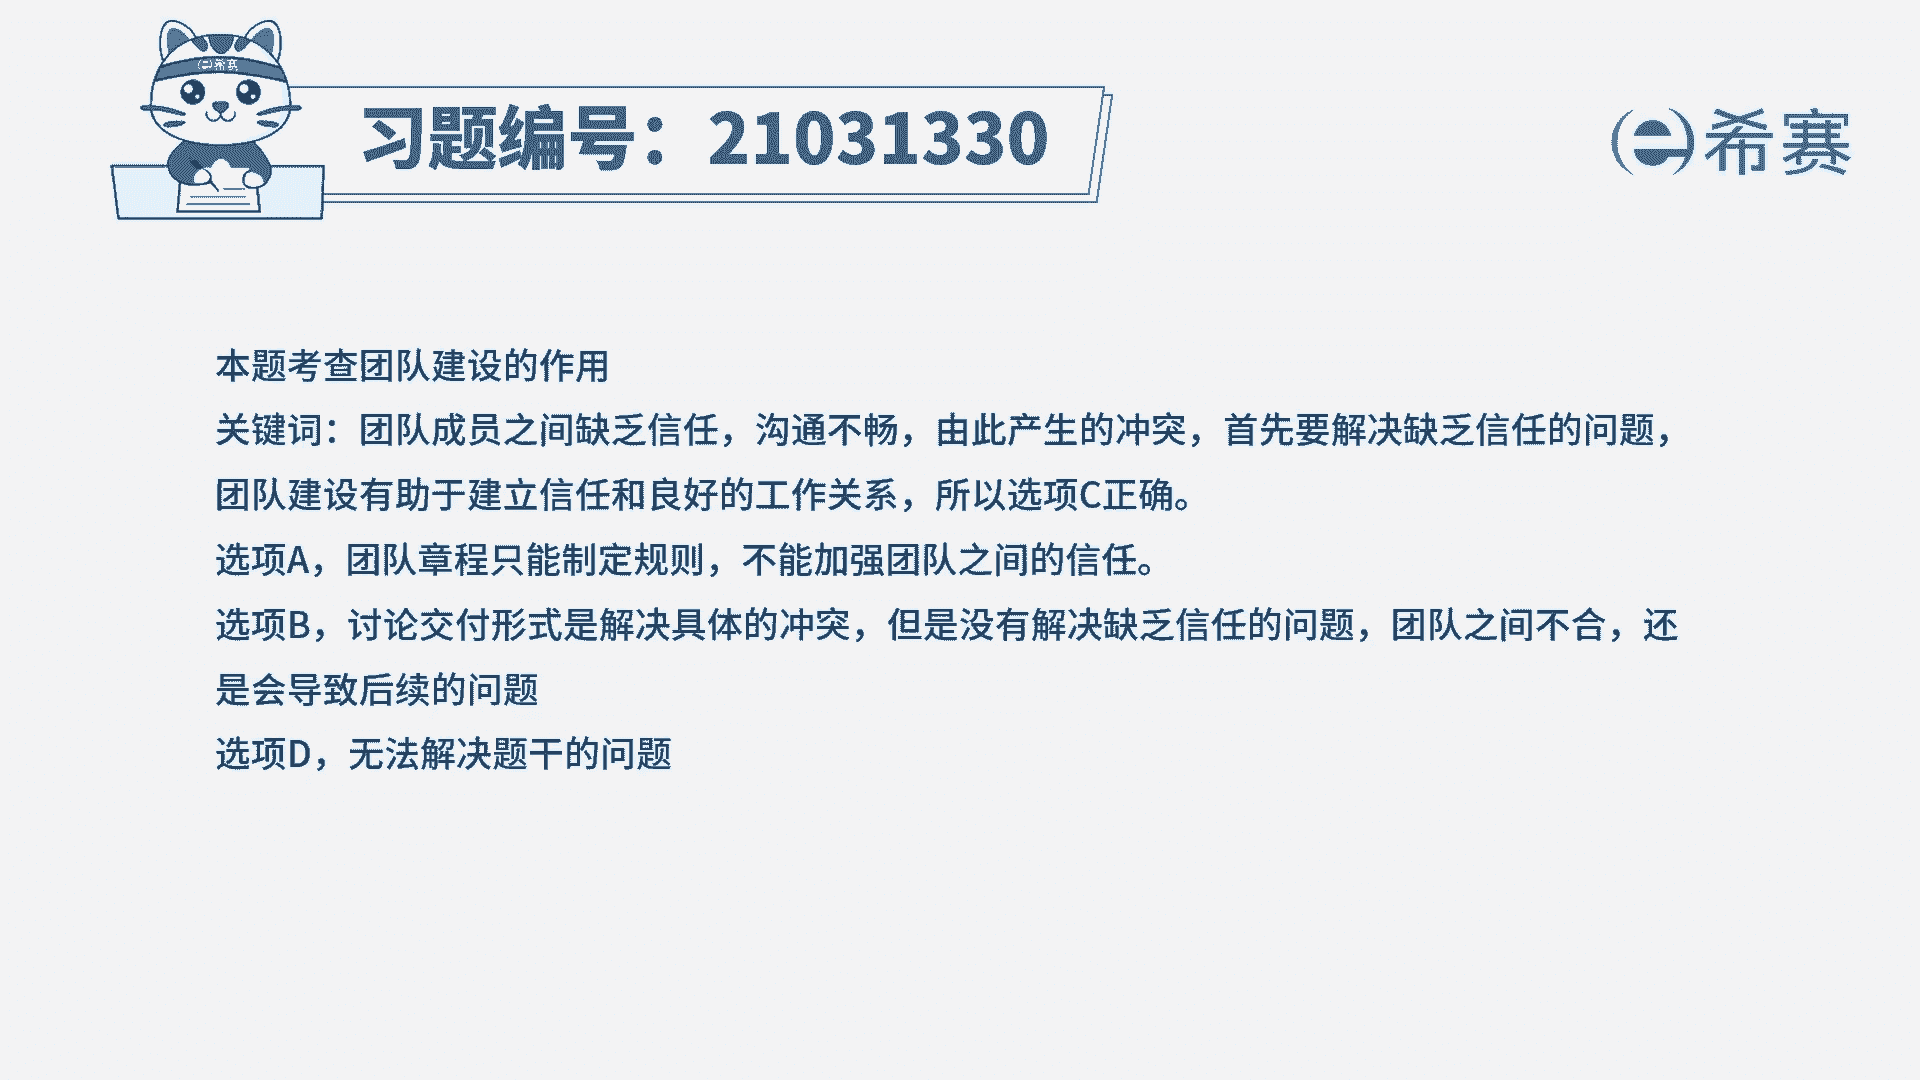 希赛
习题编号：21031330
希赛
本题考查团队建设的作用
关键词：团队成员之间缺乏信任，沟通不畅，由此产生的冲突，首先要解决缺乏信任的问题，
团队建设有助于建立信任和良好的工作关系，所以选项C正确。
选项A，团队章程只能制定规则，不能加强团队之间的信任。
选项B，讨论交付形式是解决具体的冲突，但是没有解决缺乏信任的问题，团队之间不合，还
是会导致后续的问题
选项D，无法解决题干的问题